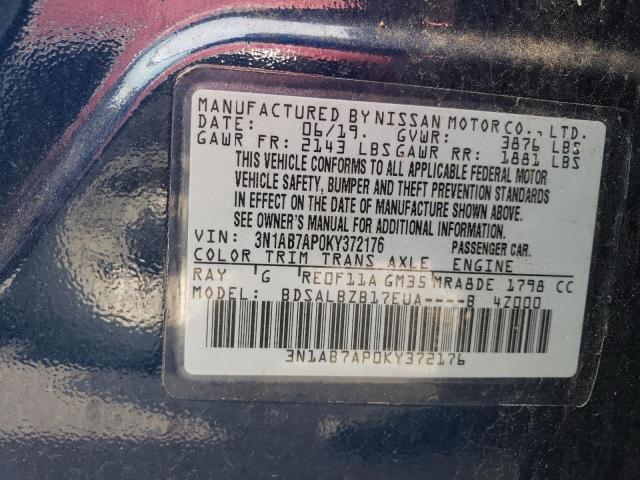 MANUFACTURED BY NISSAN MOTOR CO., LTD.
DATE: 06/19. GVWR: 3876 LBS
GAWR FR: 2143 LBS GAWR RR: 1881 LBS
THIS VEHICLE CONFORMS TO ALL APPLICABLE FEDERAL MOTOR
VEHICLE SAFETY, BUMPER AND THEFT PREVENTION STANDARDS
IN EFFECT ON THE DATE OF MANUFACTURE SHOWN ABOVE.
SEE OWNER'S MANUAL FOR ADDITIONAL INFORMATION.
VIN: 3N1AB7AP0KY372176 PASSENGER CAR.
COLOR TRIM TRANS AXLE ENGINE
RAY 'G RE0F11A GM35 MRA8DE 1798 CC
MODEL: BDSALBZB17EUA----B 4Z000
3N1AB7AP0KY372176